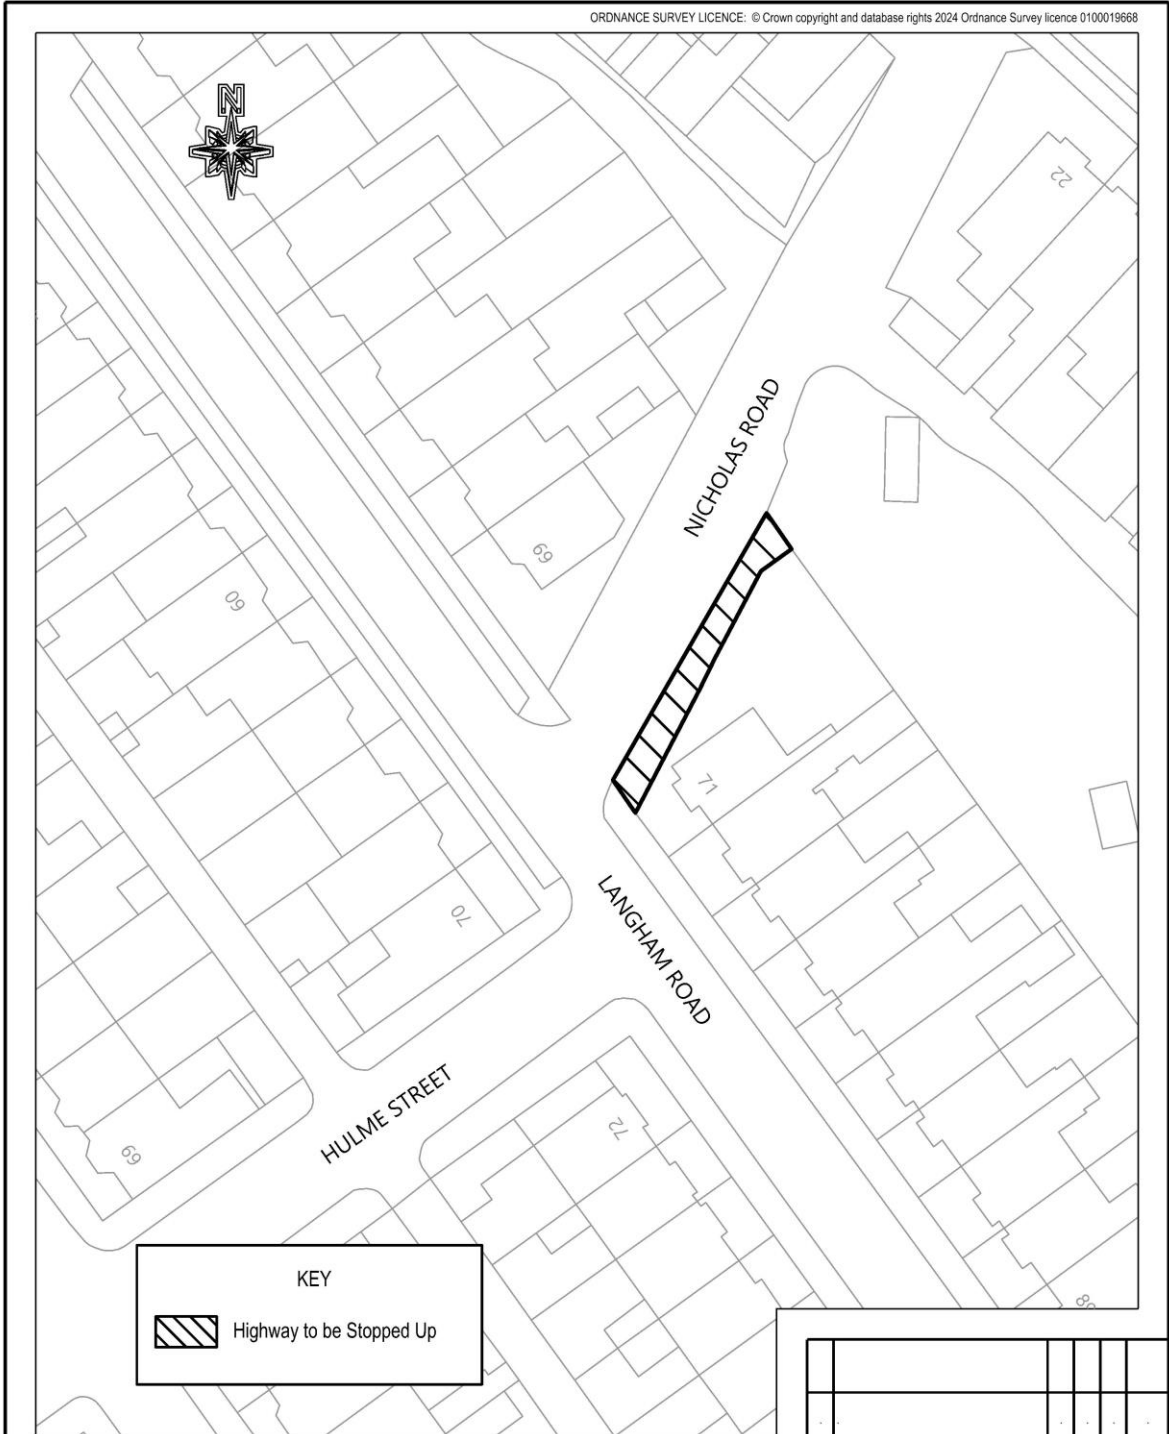 ORDNANCE SURVEY LICENCE: © Crown copyright and database rights 2024 Ordnance Survey licence 0100019668
N
22
NICHOLAS ROAD
69
60
71
70
LANGHAM ROAD
HULME STREET
72
69
KEY
Highway to be Stopped Up